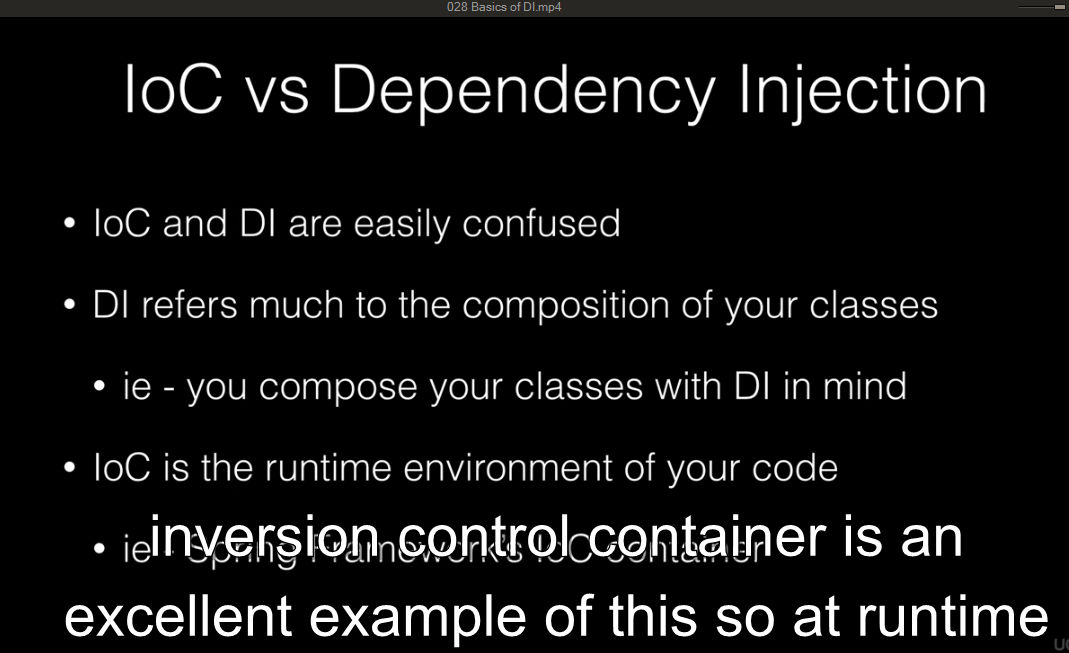 028 Basics of DI.mp4
IoC vs Dependency Injection
• IoC and DI are easily confused
• DI refers much to the composition of your classes
• ie - you compose your classes with DI in mind
• IoC is the runtime environment of your code
• ie - Spring Framework's IoC container
inversion control container is an
excellent example of this so at runtime